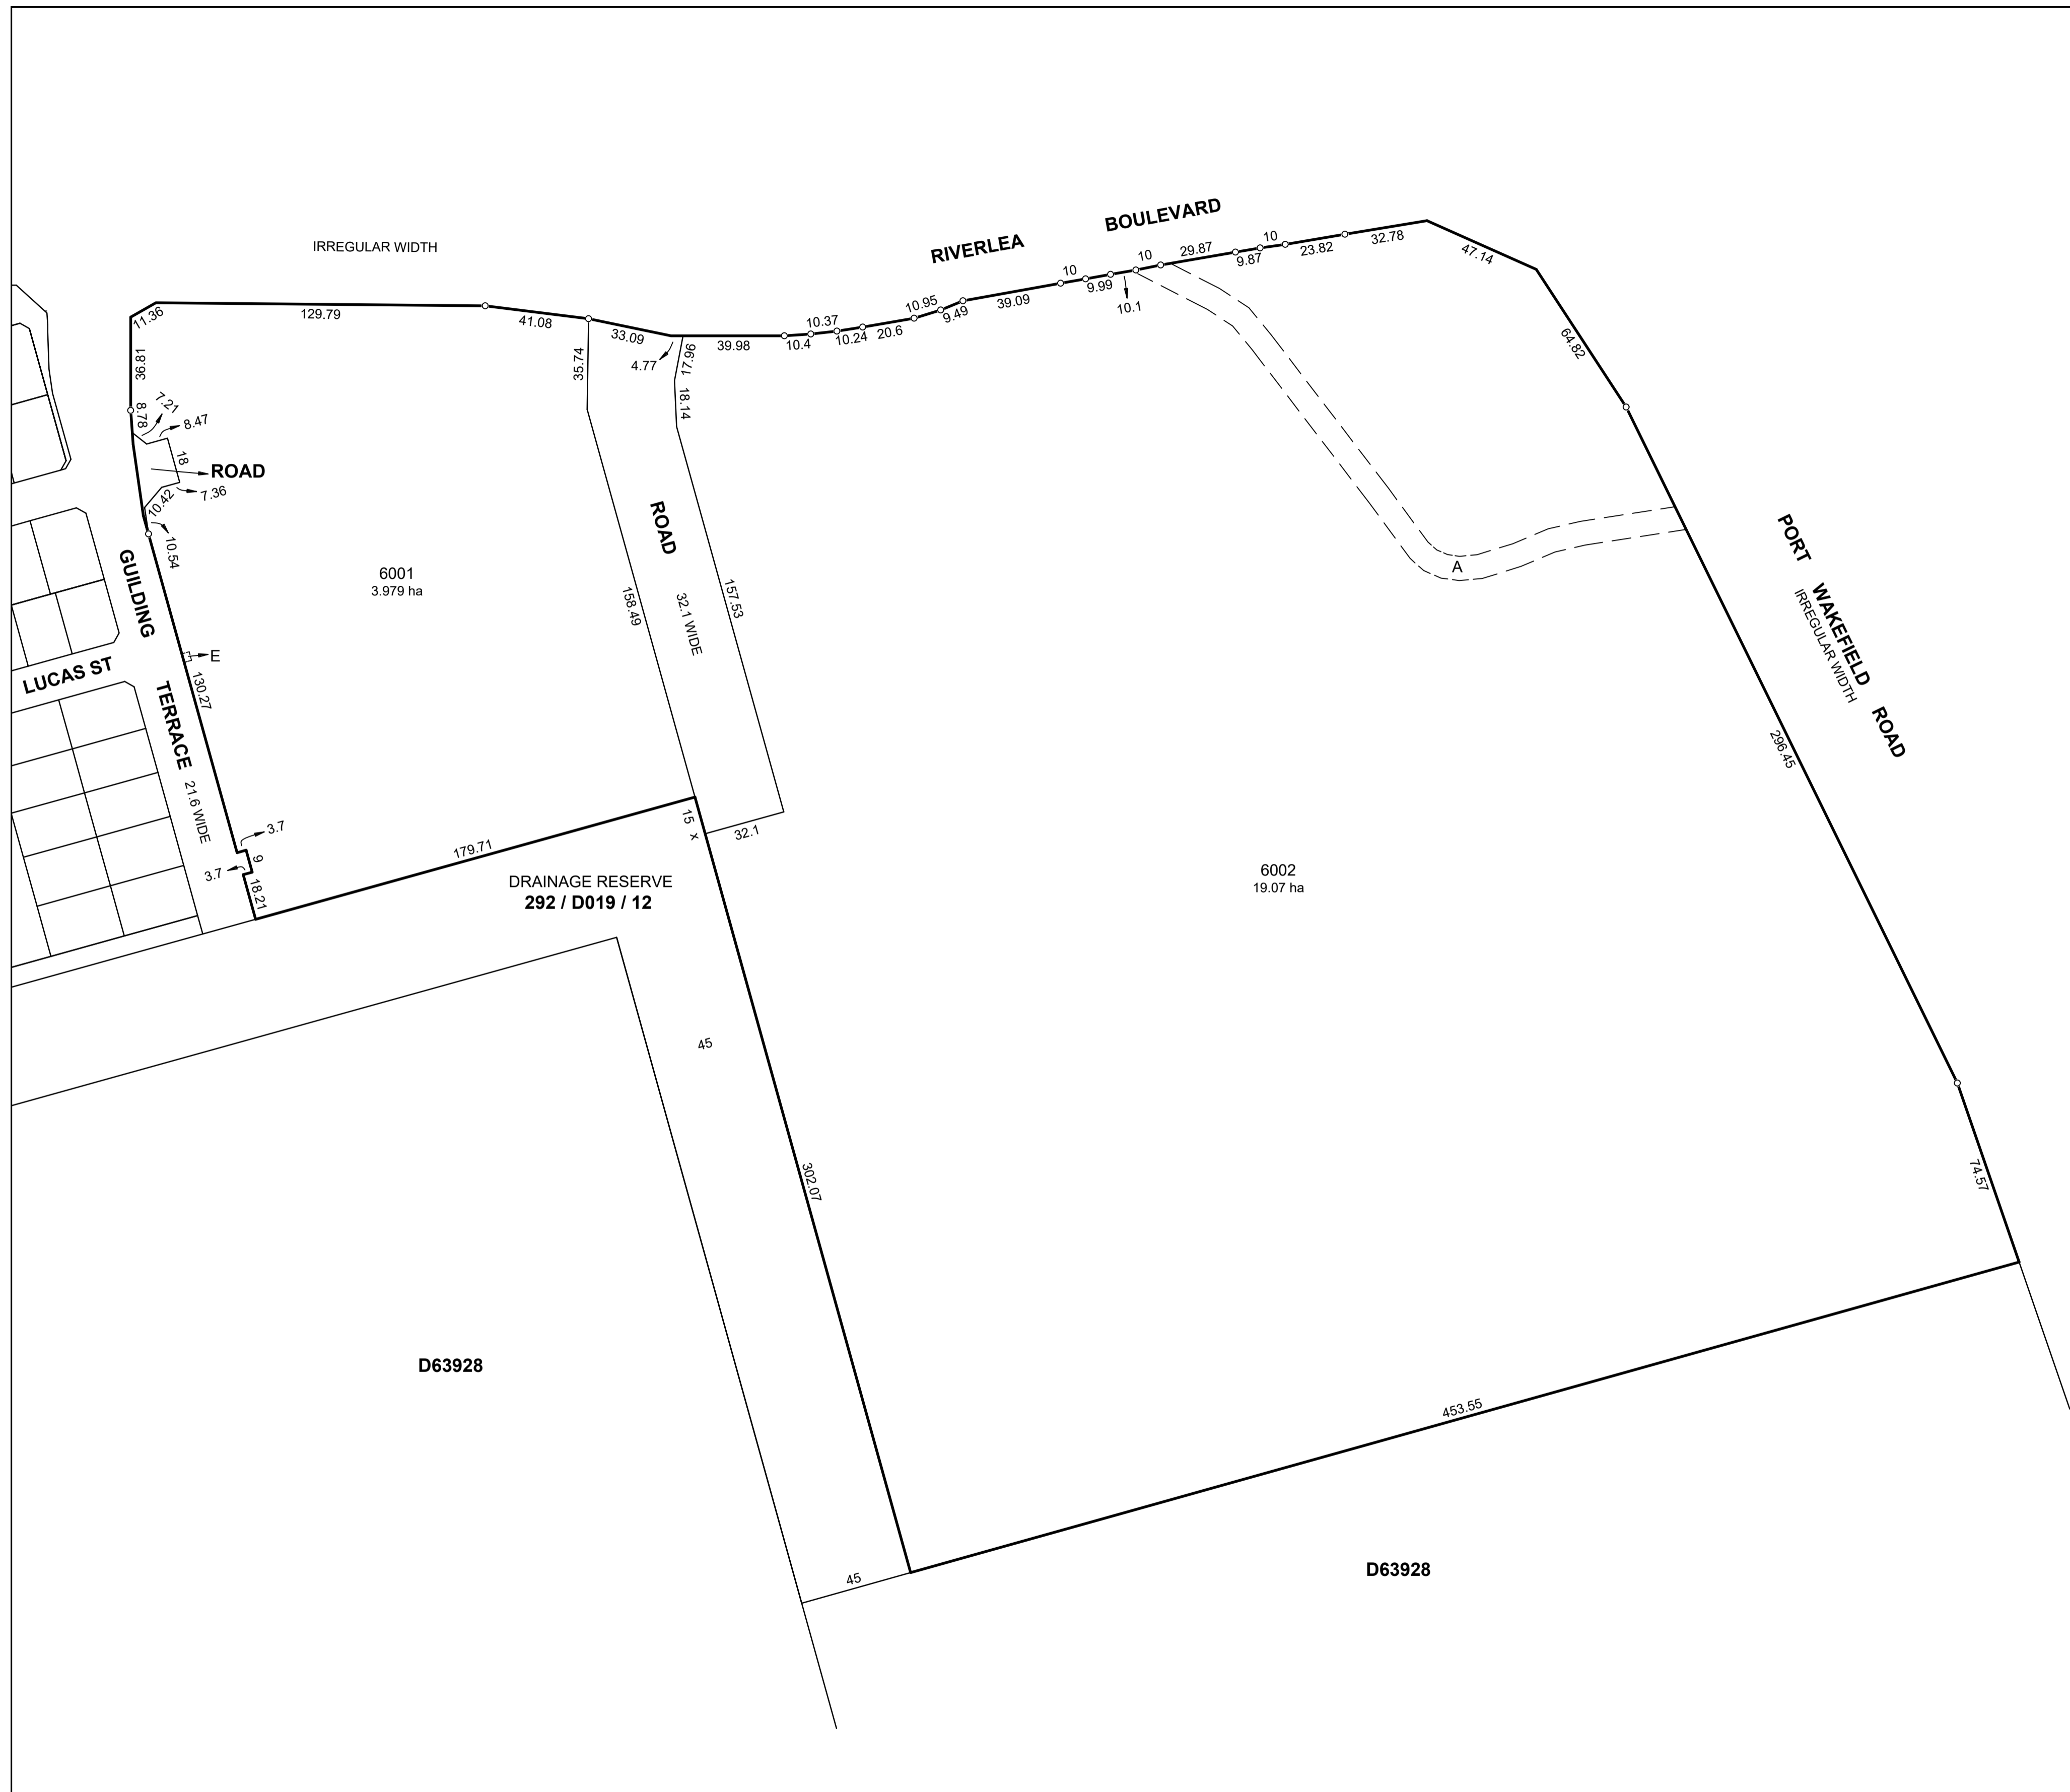 RIVERLEA BOULEVARD
IRREGULAR WIDTH
11.36
129.79
41.08
33.09
4.77
39.98
10.4
10.37
10.24
20.6
10.95
9.49
39.09
10
9.99
10.1
10
29.87
9.87
10
23.82
32.78
47.14
64.82
36.81
8.78
7.21
8.47
18
ROAD
7.36
10.42
10.54
35.74
17.96
18.14
ROAD
32.1 WIDE
158.49
157.53
6001
3.979 ha
GUILDING TERRACE
21.6 WIDE
E
LUCAS ST
130.27
3.7
9
3.7
18.21
179.71
15 x
32.1
A
PORT WAKEFIELD ROAD
IRREGULAR WIDTH
296.45
6002
19.07 ha
DRAINAGE RESERVE
292 / D019 / 12
45
302.07
74.57
D63928
453.55
45
D63928